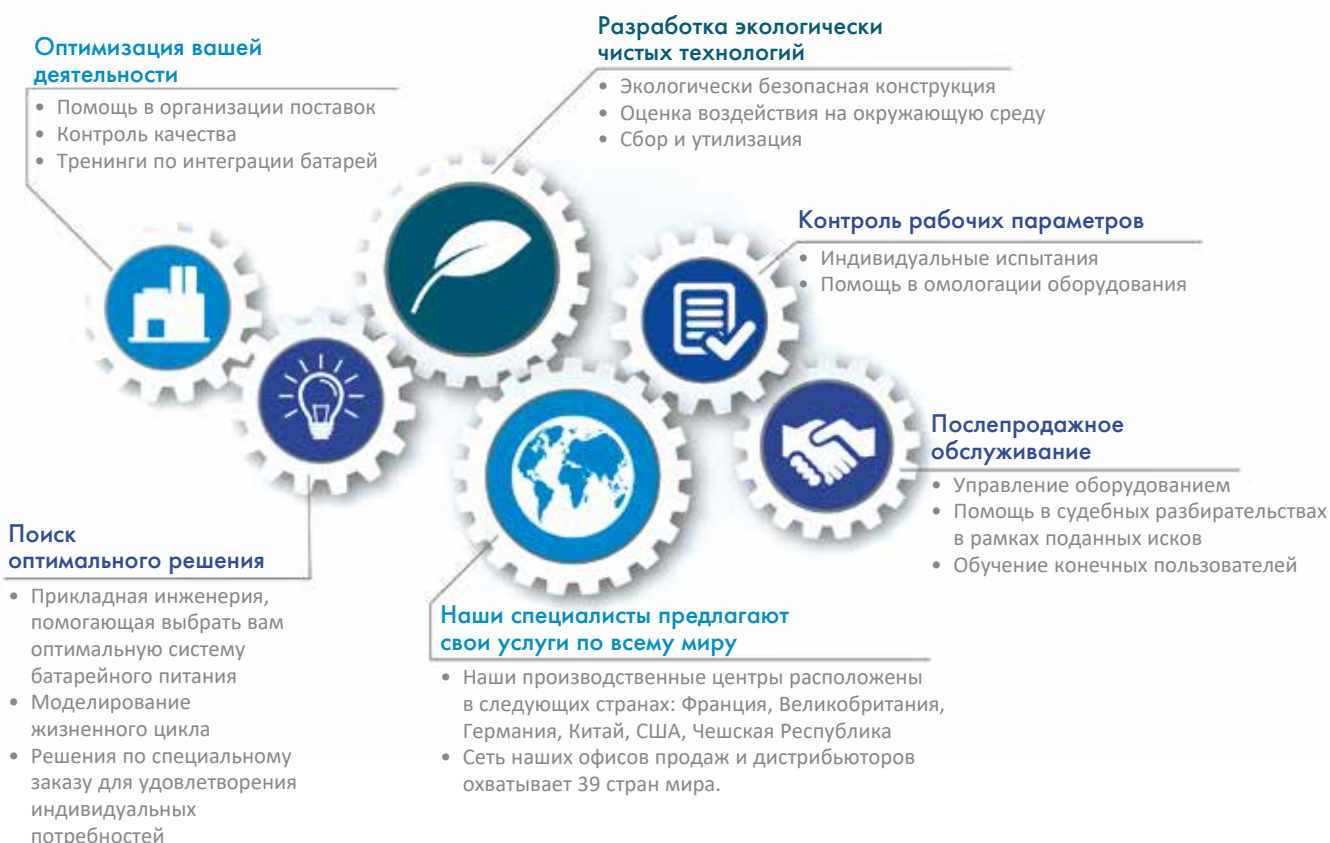 Оптимизация вашей
деятельности
• Помощь в организации поставок
• Контроль качества
• Тренинги по интеграции батарей
Разработка экологически
чистых технологий
• Экологически безопасная конструкция
• Оценка воздействия на окружающую среду
• Сбор и утилизация
Контроль рабочих параметров
• Индивидуальные испытания
• Помощь в омологации оборудования
Послепродажное
обслуживание
• Управление оборудованием
• Помощь в судебных разбирательствах
в рамках поданных исков
• Обучение конечных пользователей
Поиск
оптимального решения
• Прикладная инженерия,
помогающая выбрать вам
оптимальную систему
батарейного питания
• Моделирование
жизненного цикла
• Решения по специальному
заказу для удовлетворения
индивидуальных
потребностей
Наши специалисты предлагают
свои услуги по всему миру
• Наши производственные центры расположены
в следующих странах: Франция, Великобритания,
Германия, Китай, США, Чешская Республика
• Сеть наших офисов продаж и дистрибьюторов
охватывает 39 стран мира.